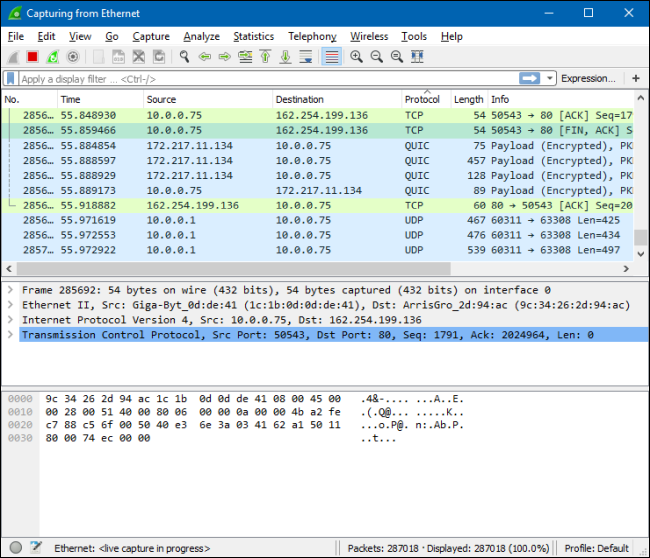 Capturing from Ethernet
File Edit View Go Capture Analyze Statistics Telephony Wireless Tools Help
Apply a display filter ... <Ctrl-/> Expression... +
No. Time Source Destination Protocol Length Info
2856… 55.848930 10.0.0.75 162.254.199.136 TCP 54 50543 → 80 [ACK] Seq=17
2856… 55.859466 10.0.0.75 162.254.199.136 TCP 54 50543 → 80 [FIN, ACK] S
2856… 55.884854 172.217.11.134 10.0.0.75 QUIC 75 Payload (Encrypted), PK
2856… 55.888597 172.217.11.134 10.0.0.75 QUIC 457 Payload (Encrypted), PK
2856… 55.888929 172.217.11.134 10.0.0.75 QUIC 128 Payload (Encrypted), PK
2856… 55.889173 10.0.0.75 172.217.11.134 QUIC 89 Payload (Encrypted), PK
2856… 55.918882 162.254.199.136 10.0.0.75 TCP 60 80 → 50543 [ACK] Seq=20
2856… 55.971619 10.0.0.1 10.0.0.75 UDP 467 60311 → 63308 Len=425
2856… 55.972553 10.0.0.1 10.0.0.75 UDP 476 60311 → 63308 Len=434
2857… 55.972922 10.0.0.1 10.0.0.75 UDP 539 60311 → 63308 Len=497
Frame 285692: 54 bytes on wire (432 bits), 54 bytes captured (432 bits) on interface 0
Ethernet II, Src: Giga-Byt_0d:de:41 (1c:1b:0d:0d:de:41), Dst: ArrisGro_2d:94:ac (9c:34:26:2d:94:ac)
Internet Protocol Version 4, Src: 10.0.0.75, Dst: 162.254.199.136
Transmission Control Protocol, Src Port: 50543, Dst Port: 80, Seq: 1791, Ack: 2024964, Len: 0
0000 9c 34 26 2d 94 ac 1c 1b 0d 0d de 41 08 00 45 00 .4&-.... ...A..E.
0010 00 28 00 51 40 00 80 06 00 00 0a 00 00 4b a2 fe .(.Q@... .....K..
0020 c7 88 c5 6f 00 50 40 e3 6e 3a 03 41 62 a1 50 11 ...o.P@. n:.Ab.P.
0030 80 00 74 ec 00 00 ..t...
Ethernet: <live capture in progress> Packets: 287018 · Displayed: 287018 (100.0%) Profile: Default